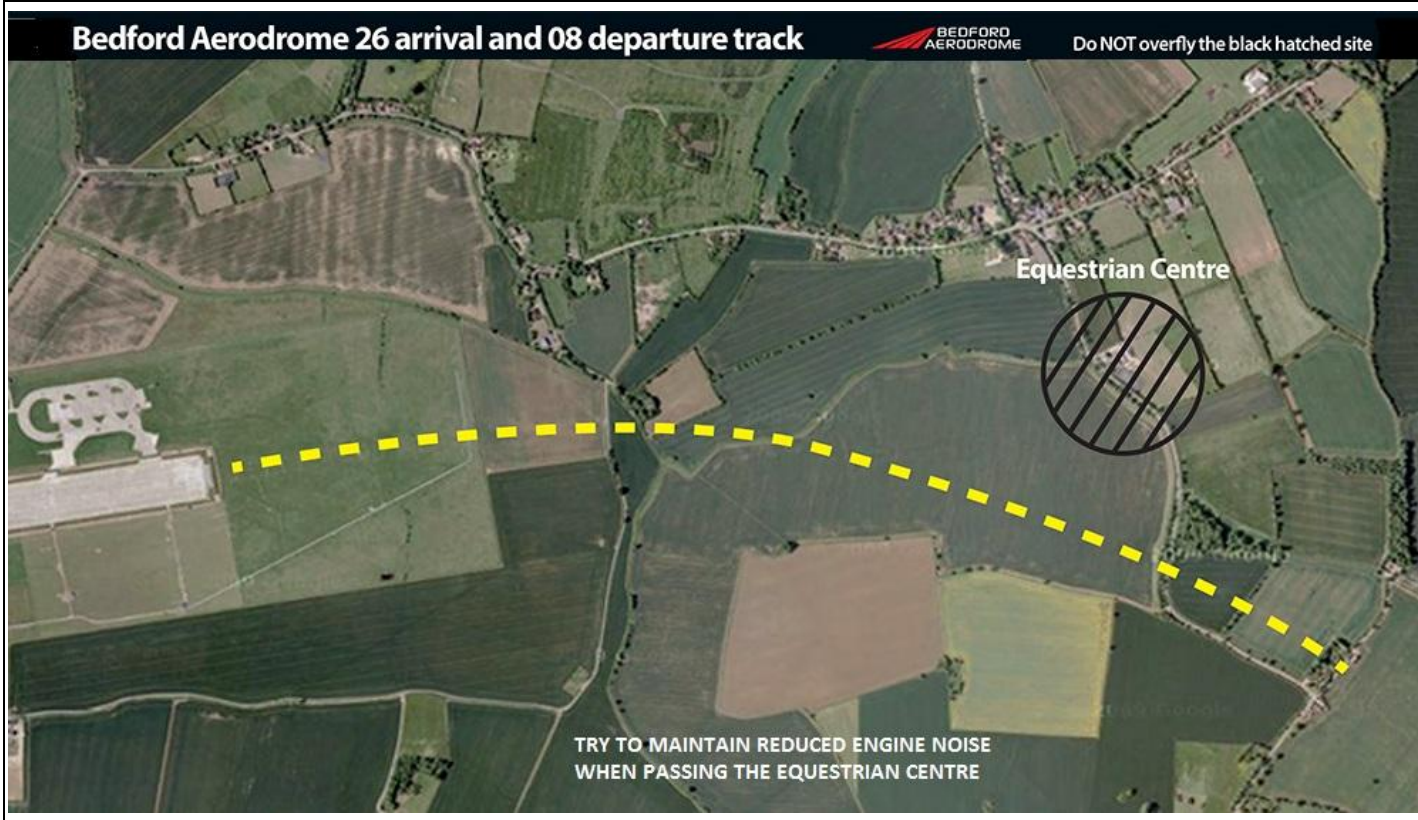 Bedford Aerodrome 26 arrival and 08 departure track
BEDFORD
AERODROME
Do NOT overfly the black hatched site
Equestrian Centre
TRY TO MAINTAIN REDUCED ENGINE NOISE
WHEN PASSING THE EQUESTRIAN CENTRE